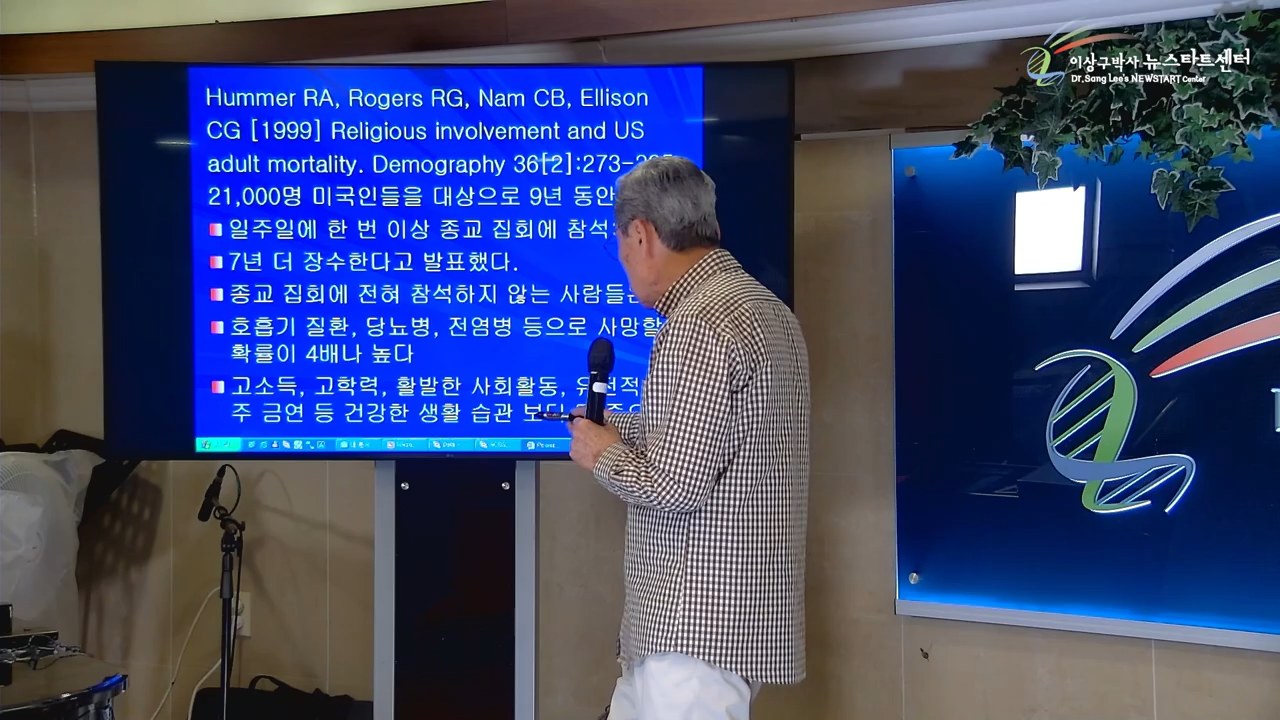 Hummer RA, Rogers RG, Nam CB, Ellison
CG [1999] Religious involvement and US
adult mortality. Demography 36[2]:273-
21,000명 미국인들을 대상으로 9년 동안
일주일에 한 번 이상 종교 집회에
7년 더 장수한다고 발표했다.
종교 집회에 전혀 참석하지 않는 사람들은
호흡기 질환, 당뇨병, 전염병 등으로 사망할
확률이 4배나 높다
고소득, 고학력, 활발한 사회활동,
주 금연 등 건강한 생활 습관
이상구박사 뉴스타트센터
Dr. Sang Lee's NEWSTART Center